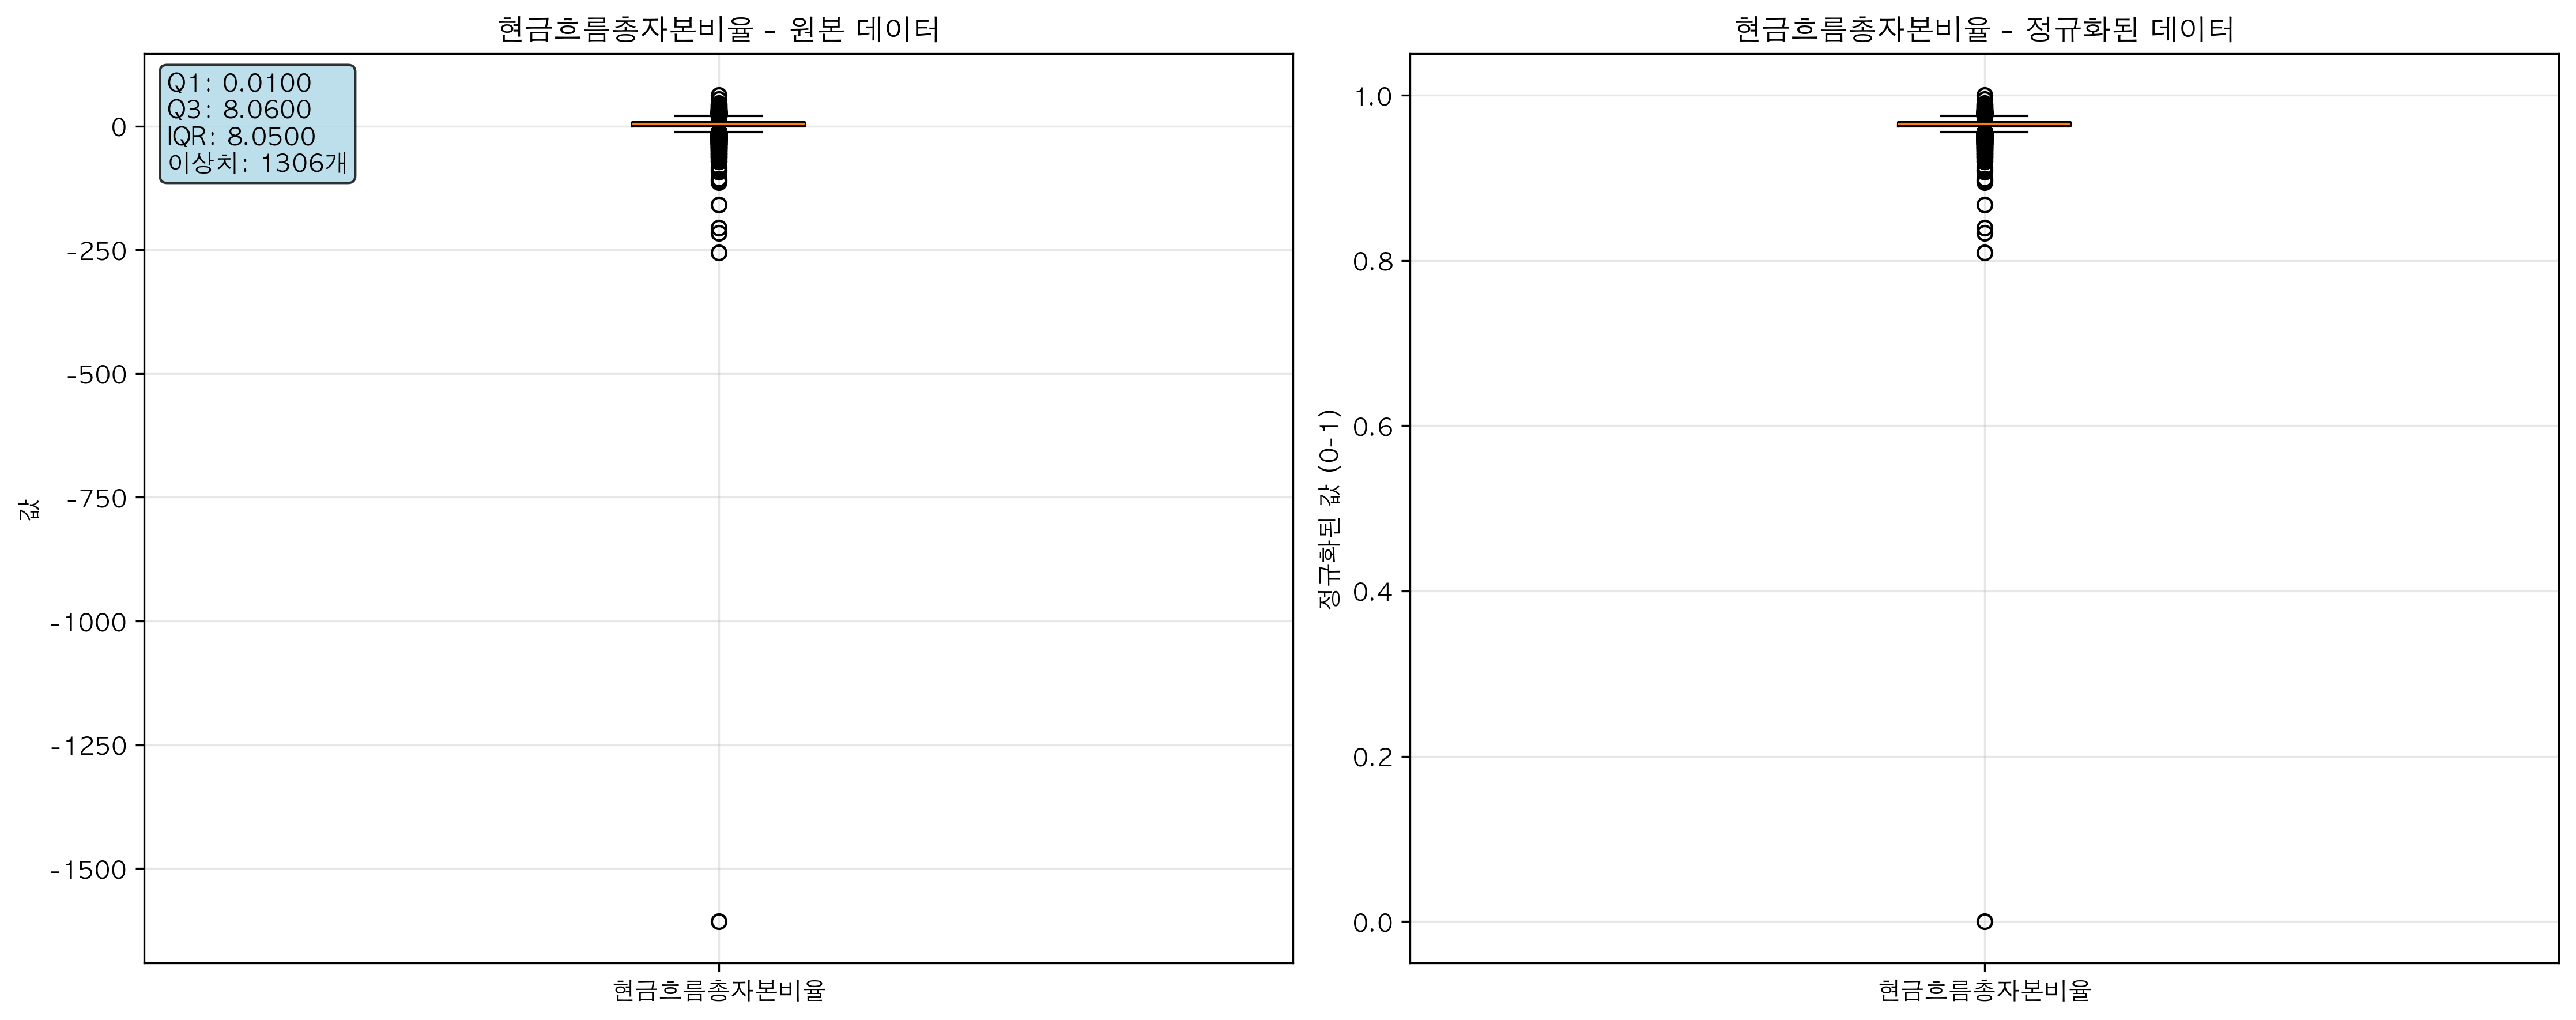 현금흐름총자본비율 - 원본 데이터
Q1: 0.0100
Q3: 8.0600
IQR: 8.0500
이상치: 1306개
0
-250
-500
-750
-1000
-1250
-1500
값
현금흐름총자본비율
현금흐름총자본비율 - 정규화된 데이터
1.0
0.8
0.6
0.4
0.2
0.0
정규화된 값 (0-1)
현금흐름총자본비율